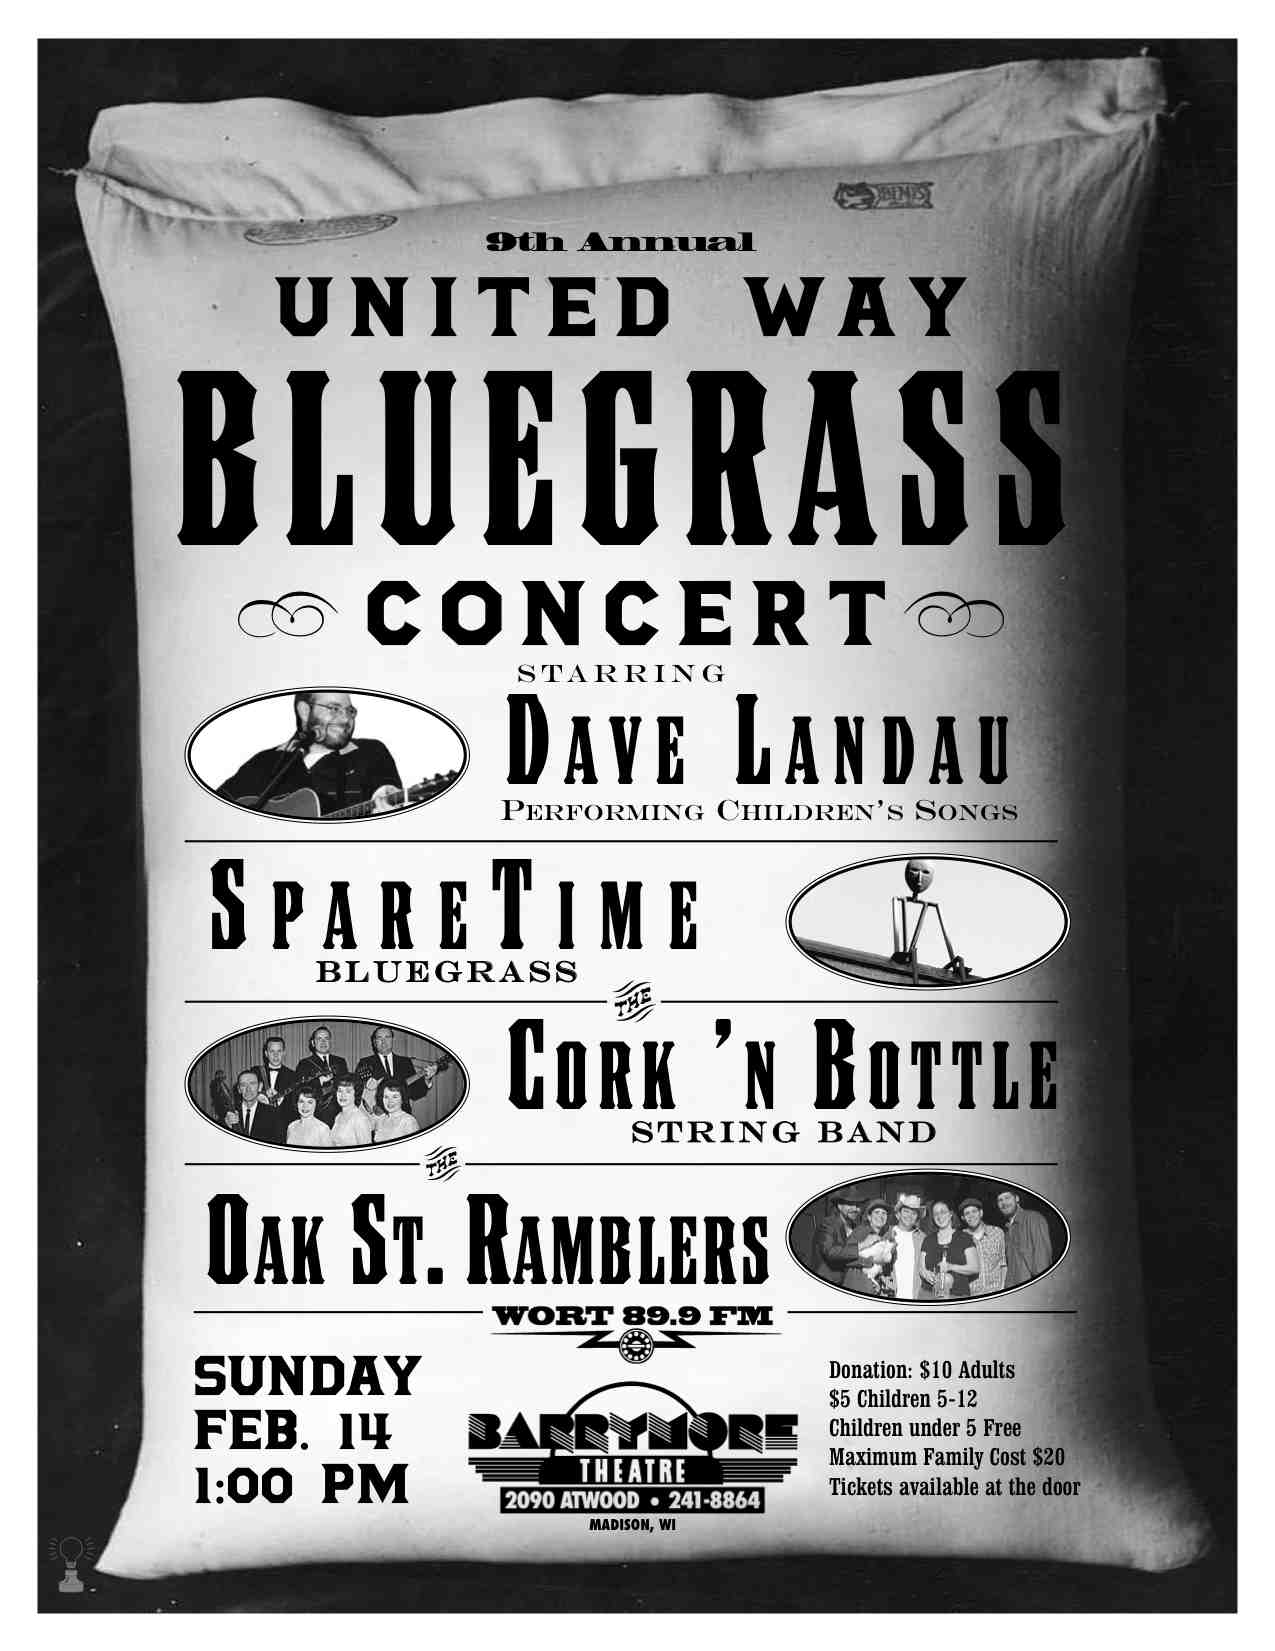 BEMIS
9th Annual
UNITED WAY
BLUEGRASS
CONCERT
STARRING
DAVE LANDAU
PERFORMING CHILDREN'S SONGS
SPARETIME
BLUEGRASS
THE
CORK 'N BOTTLE
STRING BAND
THE
OAK ST. RAMBLERS
WORT 89.9 FM
SUNDAY
FEB. 14
1:00 PM
BARRYMORE
THEATRE
2090 ATWOOD • 241-8864
MADISON, WI
Donation: $10 Adults
$5 Children 5-12
Children under 5 Free
Maximum Family Cost $20
Tickets available at the door